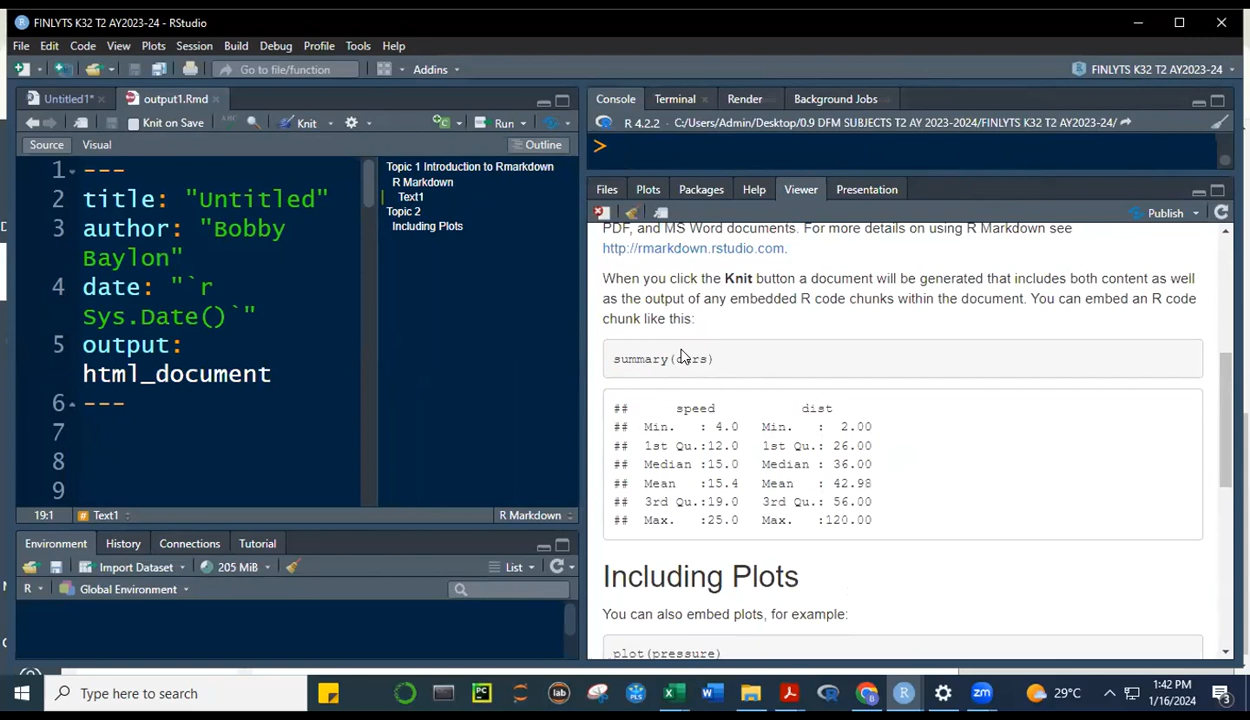 FINLYTS K32 T2 AY2023-24 - RStudio
File Edit Code View Plots Session Build Debug Profile Tools Help
Go to file/function Addins FINLYTS K32 T2 AY2023-24
Untitled1* output1.Rmd
Knit on Save Knit Run
Source Visual Outline
1 ---
2 title: "Untitled"
3 author: "Bobby
Baylon"
4 date: "`r
Sys.Date()`"
5 output:
html_document
6 ---
7
8
9
Topic 1 Introduction to Rmarkdown
R Markdown
Text1
Topic 2
Including Plots
19:1 # Text1 R Markdown
Environment History Connections Tutorial
Import Dataset 205 MiB List
R Global Environment
Console Terminal Render Background Jobs
R 4.2.2 . C:/Users/Admin/Desktop/0.9 DFM SUBJECTS T2 AY 2023-2024/FINLYTS K32 T2 AY2023-24/
>
Files Plots Packages Help Viewer Presentation
Publish
PDF, and MS Word documents. For more details on using R Markdown see
http://rmarkdown.rstudio.com.
When you click the Knit button a document will be generated that includes both content as well
as the output of any embedded R code chunks within the document. You can embed an R code
chunk like this:
summary(cars)
## speed dist
## Min. : 4.0 Min. : 2.00
## 1st Qu.:12.0 1st Qu.: 26.00
## Median :15.0 Median : 36.00
## Mean :15.4 Mean : 42.98
## 3rd Qu.:19.0 3rd Qu.: 56.00
## Max. :25.0 Max. :120.00
Including Plots
You can also embed plots, for example:
plot(pressure)
Type here to search
PC lab PLS zm 29°C
1:42 PM
1/16/2024
3